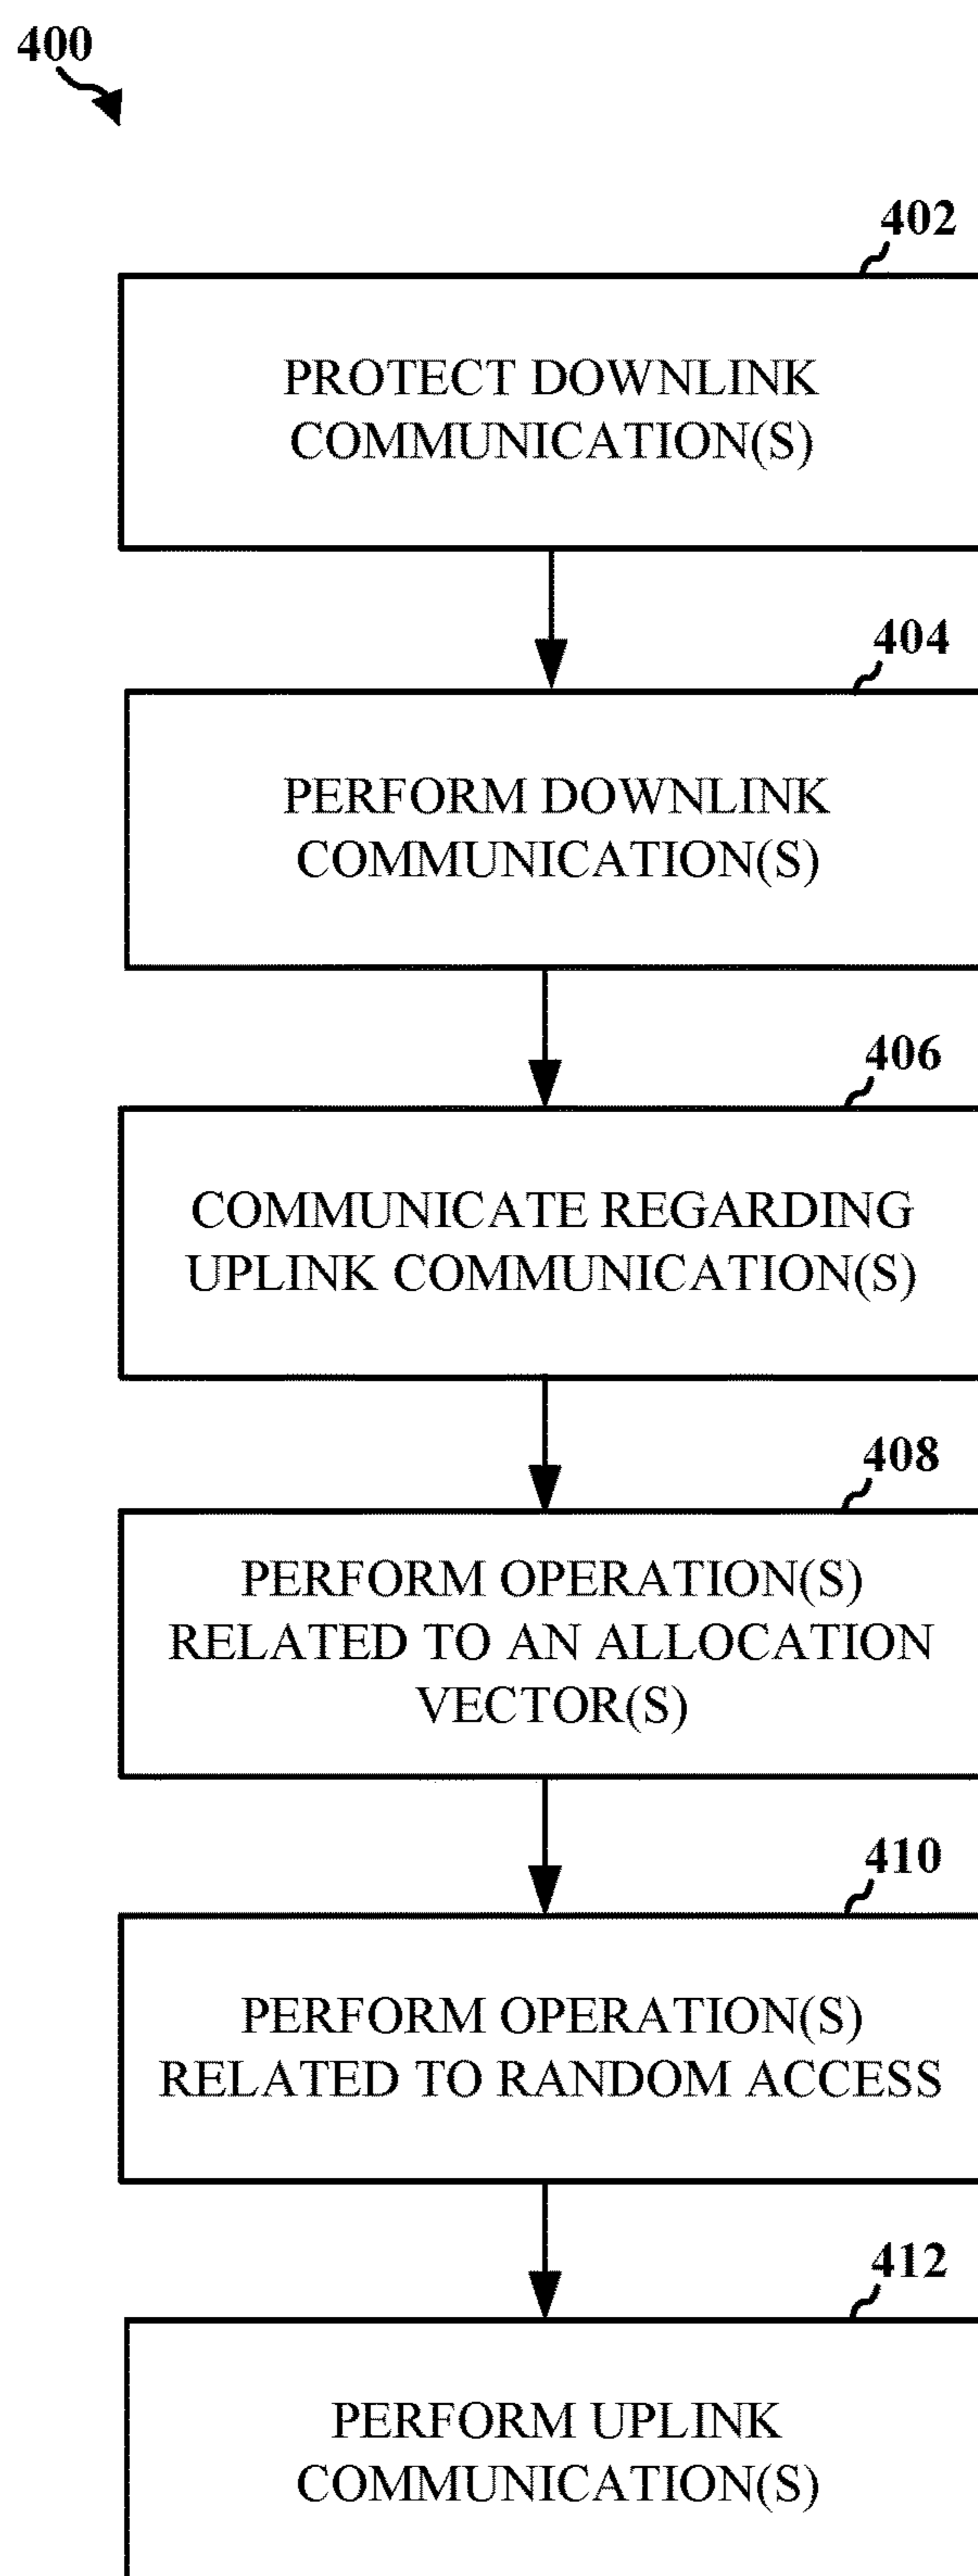 400
402
PROTECT DOWNLINK
COMMUNICATION(S)
404
PERFORM DOWNLINK
COMMUNICATION(S)
406
COMMUNICATE REGARDING
UPLINK COMMUNICATION(S)
408
PERFORM OPERATION(S)
RELATED TO AN ALLOCATION
VECTOR(S)
410
PERFORM OPERATION(S)
RELATED TO RANDOM ACCESS
412
PERFORM UPLINK
COMMUNICATION(S)